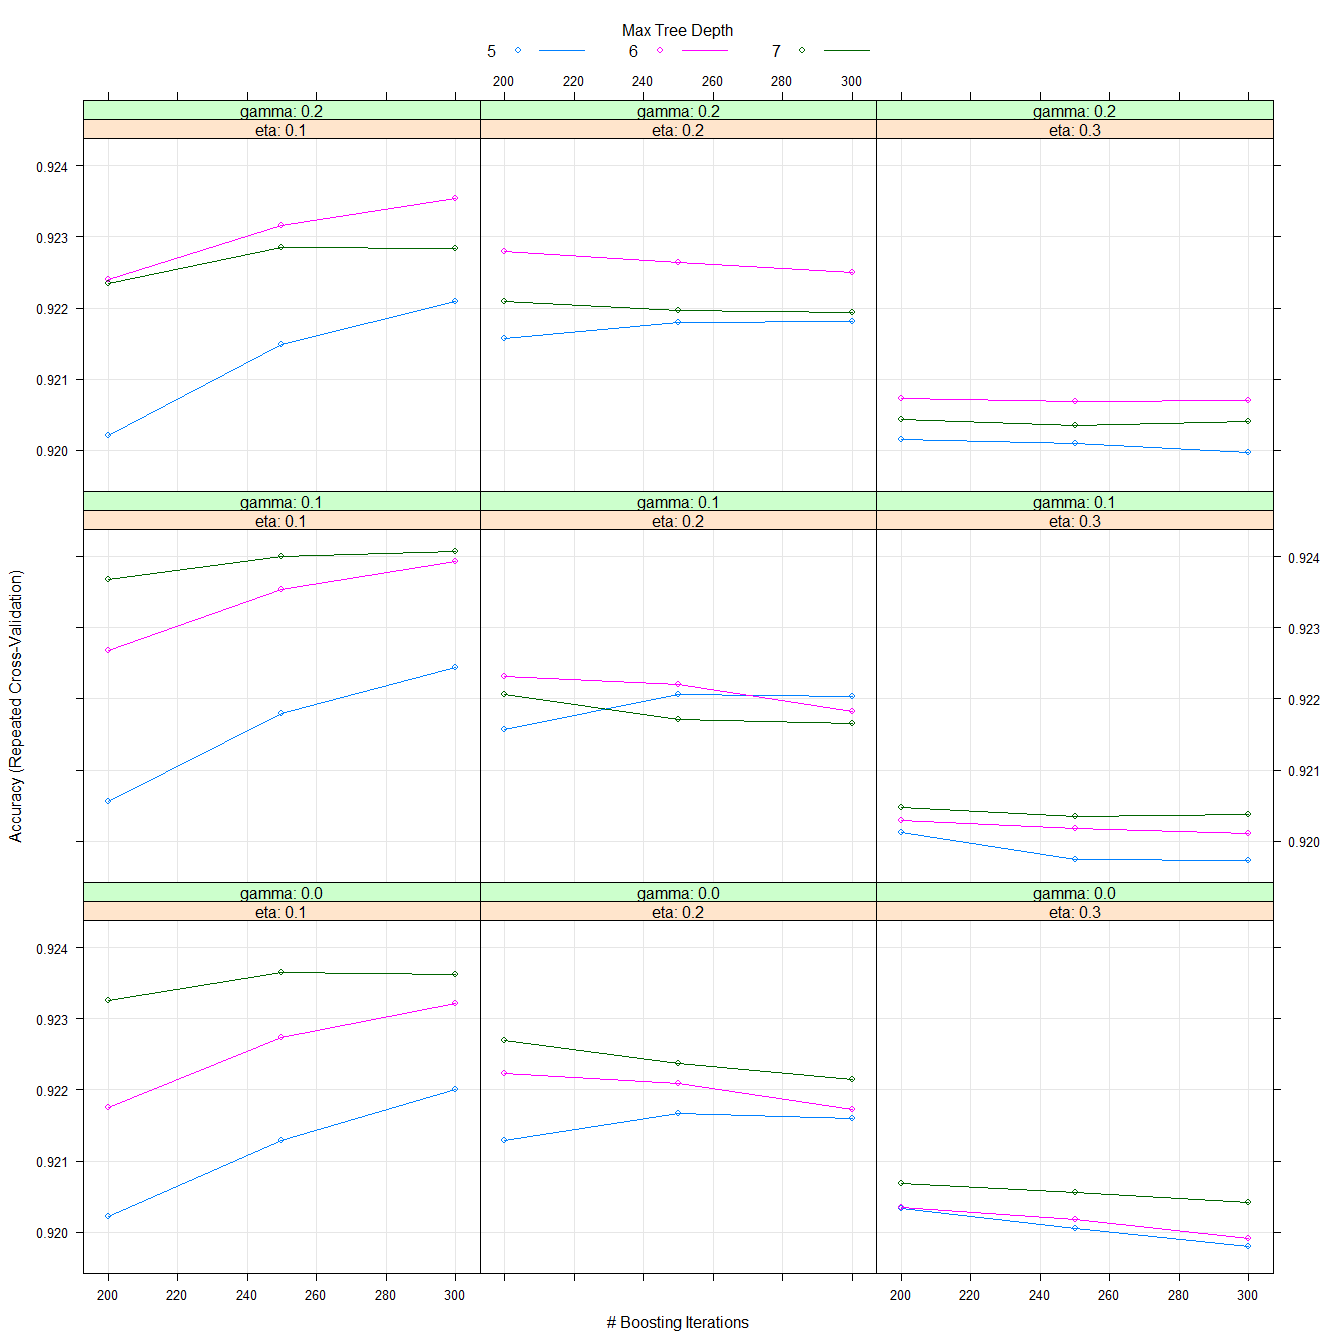 Max Tree Depth
5 6 7
200 220 240 260 280 300
gamma: 0.2 gamma: 0.2 gamma: 0.2
eta: 0.1 eta: 0.2 eta: 0.3
0.924
0.923
0.922
0.921
0.920
gamma: 0.1 gamma: 0.1 gamma: 0.1
eta: 0.1 eta: 0.2 eta: 0.3
0.924
0.923
0.922
0.921
0.920
Accuracy (Repeated Cross-Validation)
gamma: 0.0 gamma: 0.0 gamma: 0.0
eta: 0.1 eta: 0.2 eta: 0.3
0.924
0.923
0.922
0.921
0.920
200 220 240 260 280 300 200 220 240 260 280 300
# Boosting Iterations